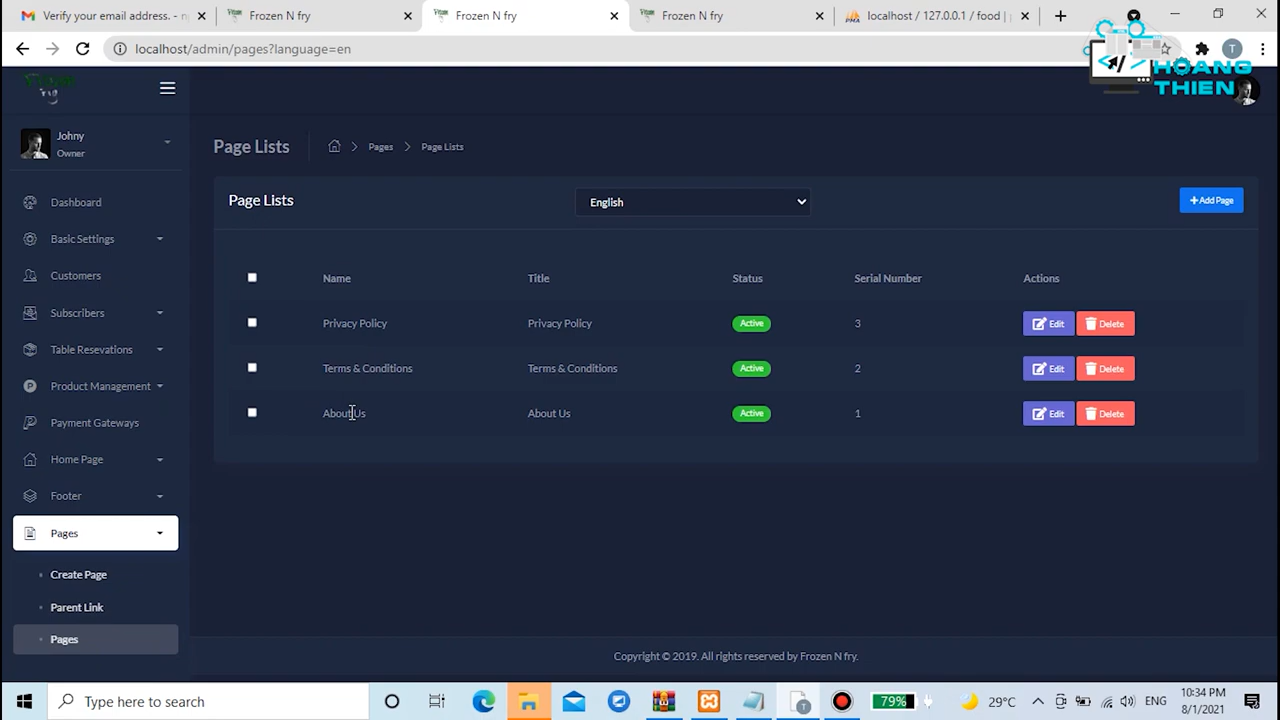 Verify your email address. - n
Frozen N fry
Frozen N fry
Frozen N fry
localhost / 127.0.0.1 / food | p
localhost/admin/pages?language=en
HOANG
THIEN
Johny
Owner
Page Lists
Pages
Page Lists
Page Lists
English
Add Page
Dashboard
Basic Settings
Customers
Subscribers
Table Resevations
Product Management
Payment Gateways
Home Page
Footer
Pages
Create Page
Parent Link
Pages
Name Title Status Serial Number Actions
Privacy Policy Privacy Policy Active 3 Edit Delete
Terms & Conditions Terms & Conditions Active 2 Edit Delete
About Us About Us Active 1 Edit Delete
Copyright © 2019. All rights reserved by Frozen N fry.
Type here to search
79%
29°C
ENG
10:34 PM
8/1/2021